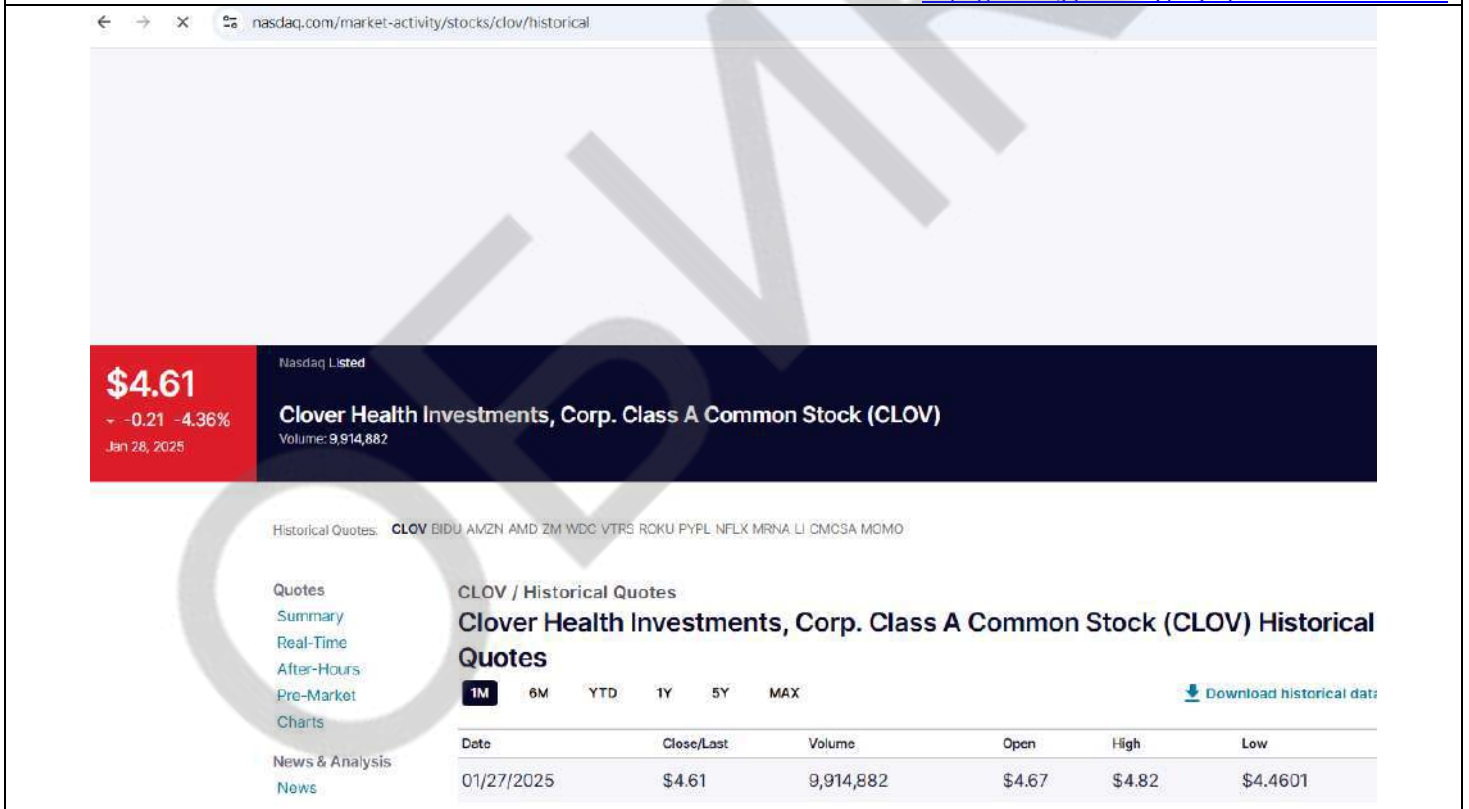 nasdaq.com/market-activity/stocks/clov/historical
$4.61
-0.21 -4.36%
Jan 28, 2025
Nasdaq Listed
Clover Health Investments, Corp. Class A Common Stock (CLOV)
Volume: 9,914,882
Historical Quotes: CLOV BIDU AMZN AMD ZM WDC VTRS ROKU PYPL NFLX MRNA LI CMCSA MOMO
Quotes
Summary
Real-Time
After-Hours
Pre-Market
Charts
News & Analysis
News
CLOV / Historical Quotes
Clover Health Investments, Corp. Class A Common Stock (CLOV) Historical
Quotes
1M 6M YTD 1Y 5Y MAX
Download historical data
Date Close/Last Volume Open High Low
01/27/2025 $4.61 9,914,882 $4.67 $4.82 $4.4601